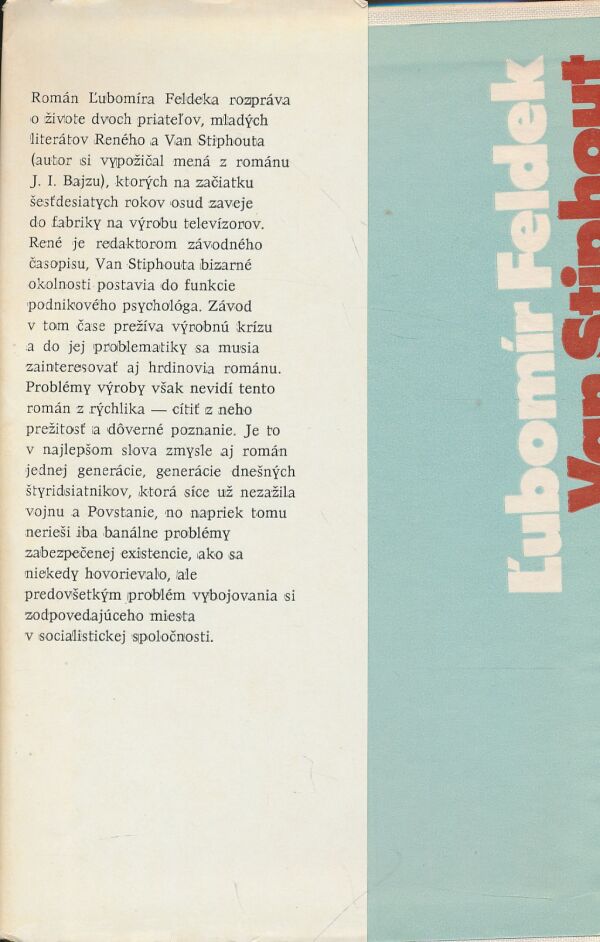 Román Ľubomíra Feldeka rozpráva
o živote dvoch priateľov, mladých
literátov Reného a Van Stiphouta
(autor si vypožičal mená z románu
J. I. Bajzu), ktorých na začiatku
šesťdesiatych rokov osud zaveje
do fabriky na výrobu televízorov.
René je redaktorom závodného
časopisu, Van Stiphouta bizarné
okolnosti postavia do funkcie
podnikového psychológa. Závod
v tom čase prežíva výrobnú krízu
a do jej problematiky sa musia
zainteresovať aj hrdinovia románu.
Problémy výroby však nevidí tento
román z rýchlika — cítiť z neho
prežitosť a dôverné poznanie. Je to
v najlepšom slova zmysle aj román
jednej generácie, generácie dnešných
štyridsiatnikov, ktorá síce už nezažila
vojnu a Povstanie, no napriek tomu
nerieši iba banálne problémy
zabezpečenej existencie, ako sa
niekedy hovorievalo, ale
predovšetkým problém vybojovania si
zodpovedajúceho miesta
v socialistickej spoločnosti.
Ľubomír Feldek
Van Stiphout